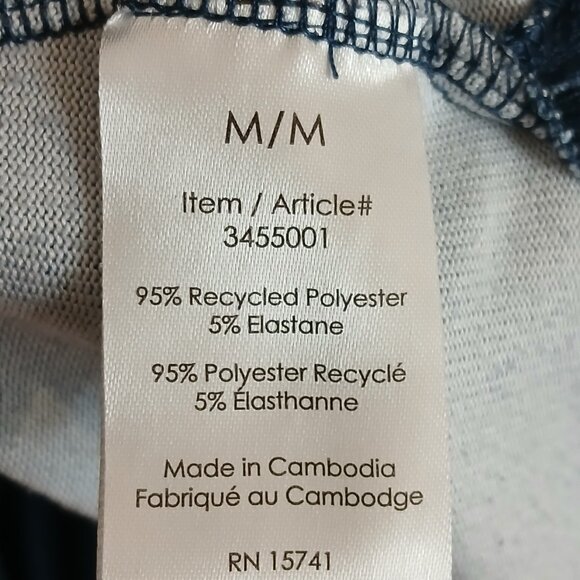 M/M
Item / Article#
3455001
95% Recycled Polyester
5% Elastane
95% Polyester Recyclé
5% Élasthanne
Made in Cambodia
Fabriqué au Cambodge
RN 15741